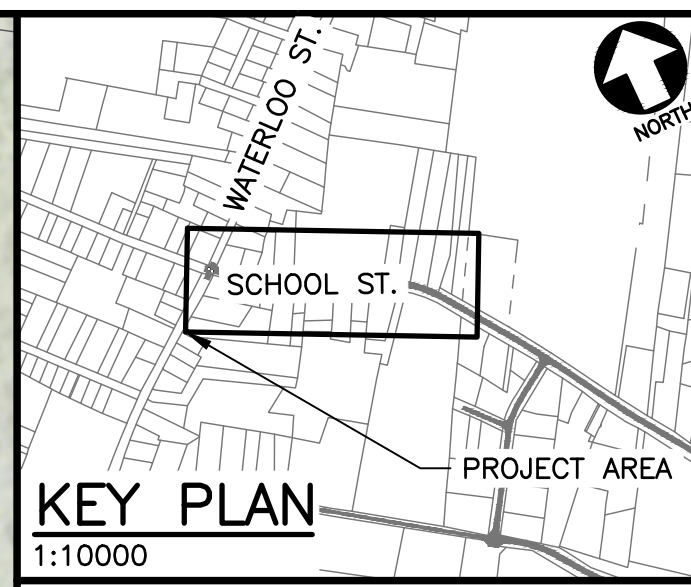 WATERLOO ST.
NORTH
SCHOOL ST.
PROJECT AREA
KEY PLAN
1:10000